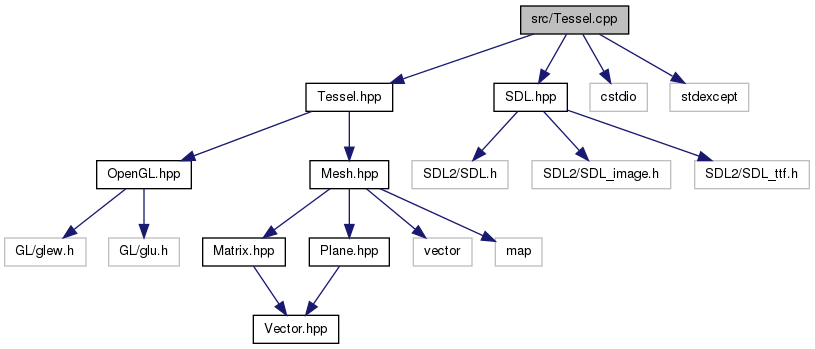 src/Tessel.cpp
Tessel.hpp
SDL.hpp
cstdio
stdexcept
OpenGL.hpp
Mesh.hpp
SDL2/SDL.h
SDL2/SDL_image.h
SDL2/SDL_ttf.h
GL/glew.h
GL/glu.h
Matrix.hpp
Plane.hpp
vector
map
Vector.hpp